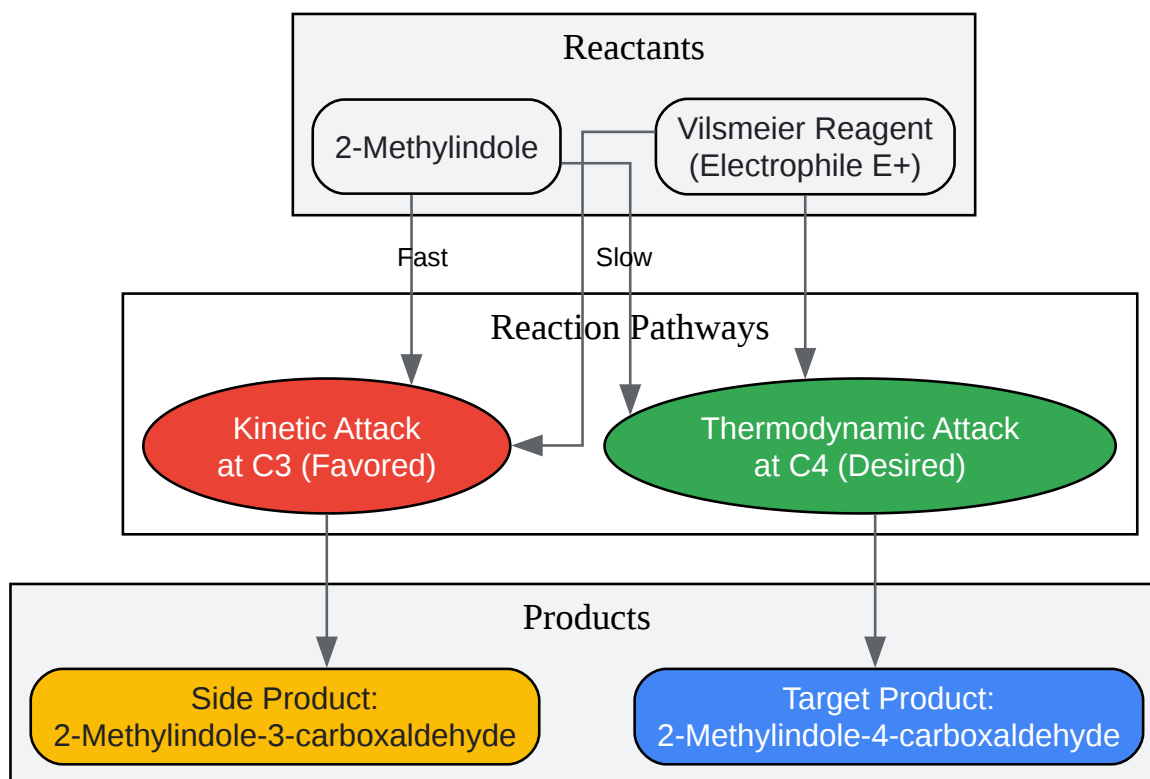 Reactants
2-Methylindole
Vilsmeier Reagent
(Electrophile E+)
Fast
Slow
Reaction Pathways
Kinetic Attack
at C3 (Favored)
Thermodynamic Attack
at C4 (Desired)
Products
Side Product:
2-Methylindole-3-carboxaldehyde
Target Product:
2-Methylindole-4-carboxaldehyde